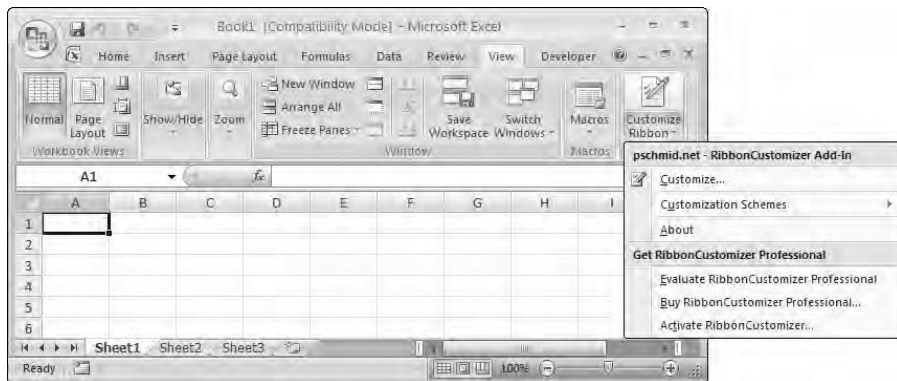 Book1 [Compatibility Mode] - Microsoft Excel
Home Insert Page Layout Formulas Data Review View Developer
Normal Page Layout Show/Hide Zoom New Window Arrange All Freeze Panes Save Workspace Switch Windows Macros Customize Ribbon
Workbook Views Window Macros
pschmid.net - RibbonCustomizer Add-In
Customize...
Customization Schemes
About
Get RibbonCustomizer Professional
Evaluate RibbonCustomizer Professional
Buy RibbonCustomizer Professional...
Activate RibbonCustomizer...
A1 fx
A B C D E F G H I
1
2
3
4
5
6
Sheet1 Sheet2 Sheet3
Ready 100%